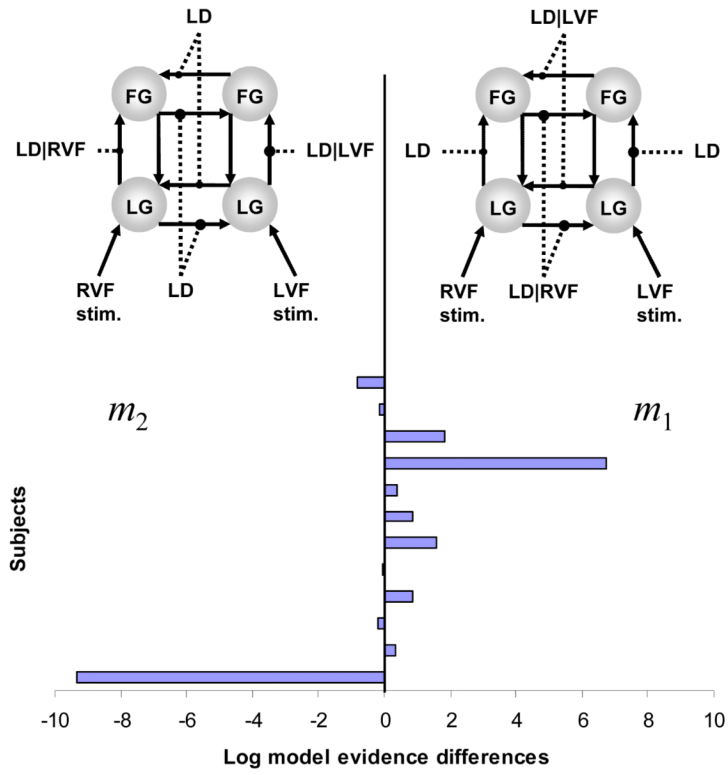 LD
LD|LVF
FG
FG
FG
FG
LD|RVF
LD|LVF
LD
LD
LG
LG
LG
LG
RVF
stim.
LD
LVF
stim.
RVF
stim.
LD|RVF
LVF
stim.
m2
m1
Subjects
-10
-8
-6
-4
-2
0
2
4
6
8
10
Log model evidence differences